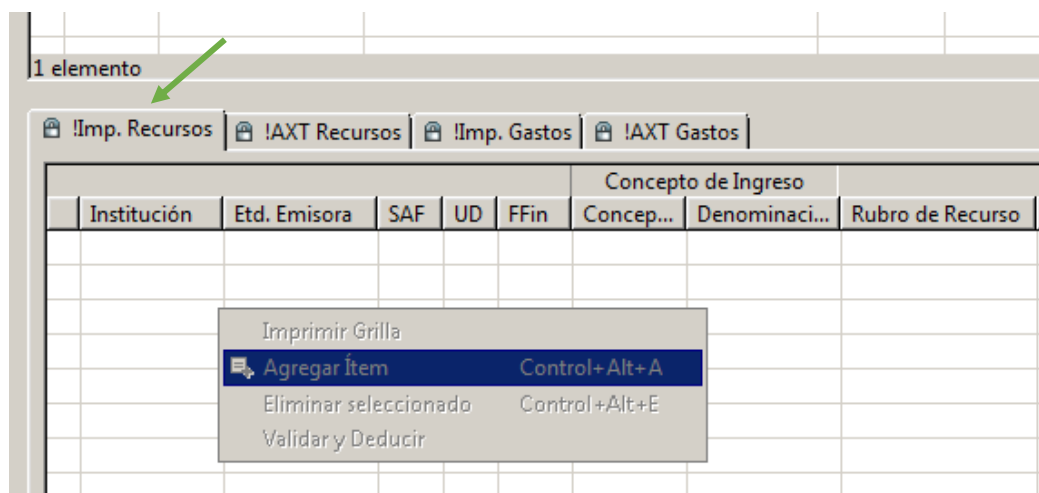 1 elemento
!Imp. Recursos !AXT Recursos !Imp. Gastos !AXT Gastos
Concepto de Ingreso
Institución Etd. Emisora SAF UD FFin Concep... Denominaci... Rubro de Recurso
Imprimir Grilla
Agregar Ítem Control+Alt+A
Eliminar seleccionado Control+Alt+E
Validar y Deducir